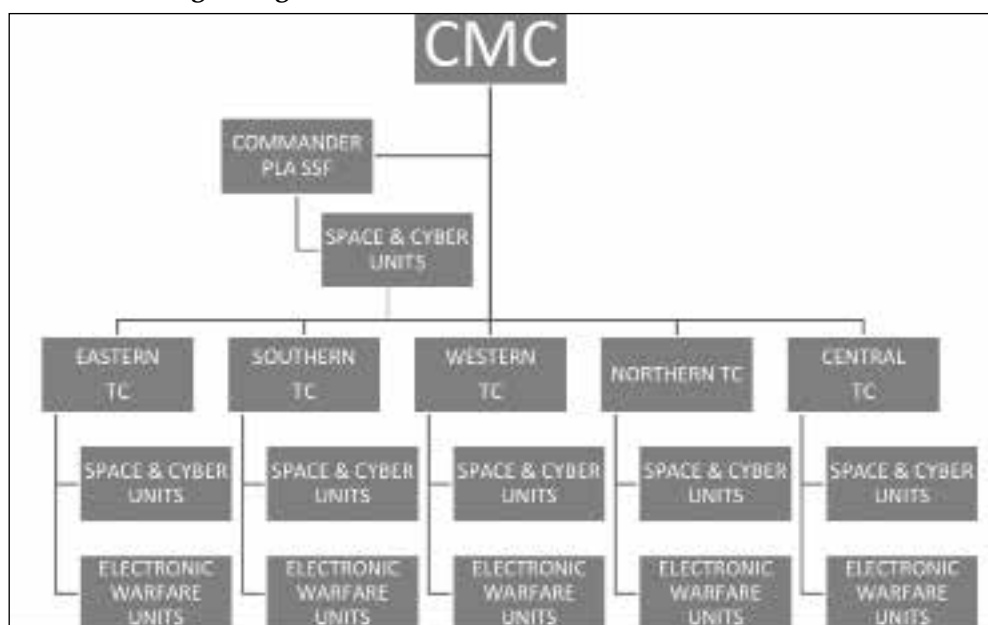 CMC
COMMANDER
PLA SSF
SPACE & CYBER
UNITS
EASTERN
TC
SOUTHERN
TC
WESTERN
TC
NORTHERN TC
CENTRAL
TC
SPACE & CYBER
UNITS
SPACE & CYBER
UNITS
SPACE & CYBER
UNITS
SPACE & CYBER
UNITS
SPACE & CYBER
UNITS
ELECTRONIC
WARFARE
UNITS
ELECTRONIC
WARFARE
UNITS
ELECTRONIC
WARFARE
UNITS
ELECTRONIC
WARFARE
UNITS
ELECTRONIC
WARFARE
UNITS